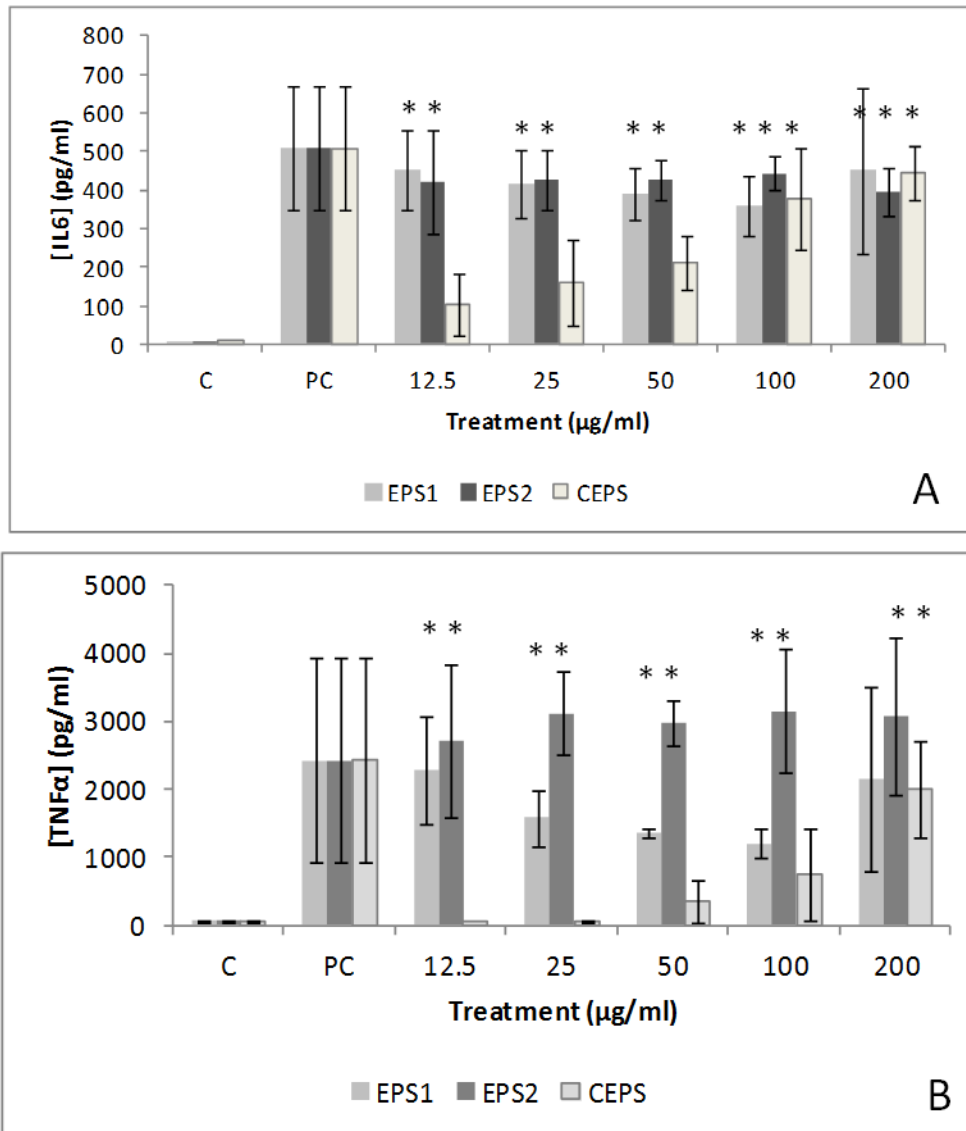 800
700
600
500
400
300
200
100
0
[IL6] (pg/ml)
* *
* *
* *
* * *
* * *
C PC 12.5 25 50 100 200
Treatment (µg/ml)
EPS1 EPS2 CEPS
A
5000
4000
3000
2000
1000
0
[TNFα] (pg/ml)
* *
* *
* *
* *
* *
C PC 12.5 25 50 100 200
Treatment (µg/ml)
EPS1 EPS2 CEPS
B